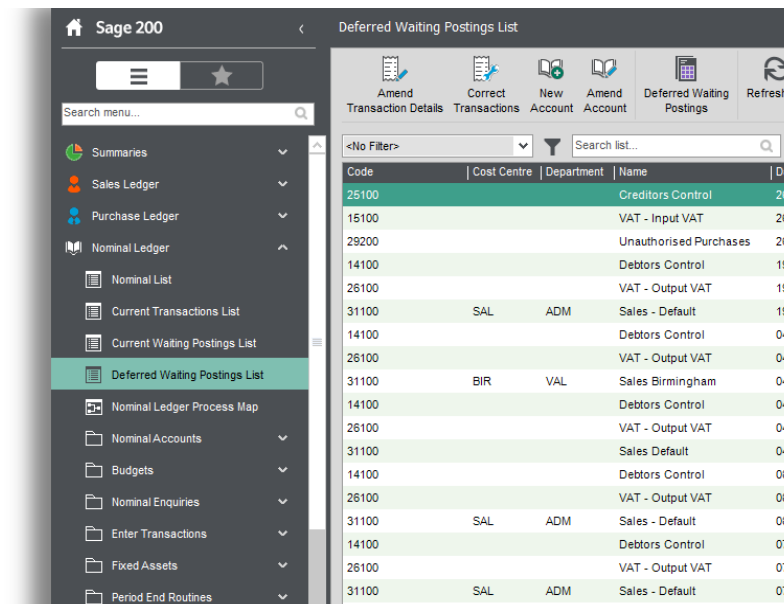 Sage 200
Deferred Waiting Postings List
Amend Transaction Details
Correct Transactions
New Account
Amend Account
Deferred Waiting Postings
Search menu...
<No Filter>
Search list...
Summaries
Sales Ledger
Purchase Ledger
Nominal Ledger
Nominal List
Current Transactions List
Current Waiting Postings List
Deferred Waiting Postings List
Nominal Ledger Process Map
Nominal Accounts
Budgets
Nominal Enquiries
Enter Transactions
Fixed Assets
Period End Routines
Code Cost Centre Department Name
25100 Creditors Control
15100 VAT - Input VAT
29200 Unauthorised Purchases
14100 Debtors Control
26100 VAT - Output VAT
31100 SAL ADM Sales - Default
14100 Debtors Control
26100 VAT - Output VAT
31100 BIR VAL Sales Birmingham
14100 Debtors Control
26100 VAT - Output VAT
31100 Sales Default
14100 Debtors Control
26100 VAT - Output VAT
31100 SAL ADM Sales - Default
14100 Debtors Control
26100 VAT - Output VAT
31100 SAL ADM Sales - Default